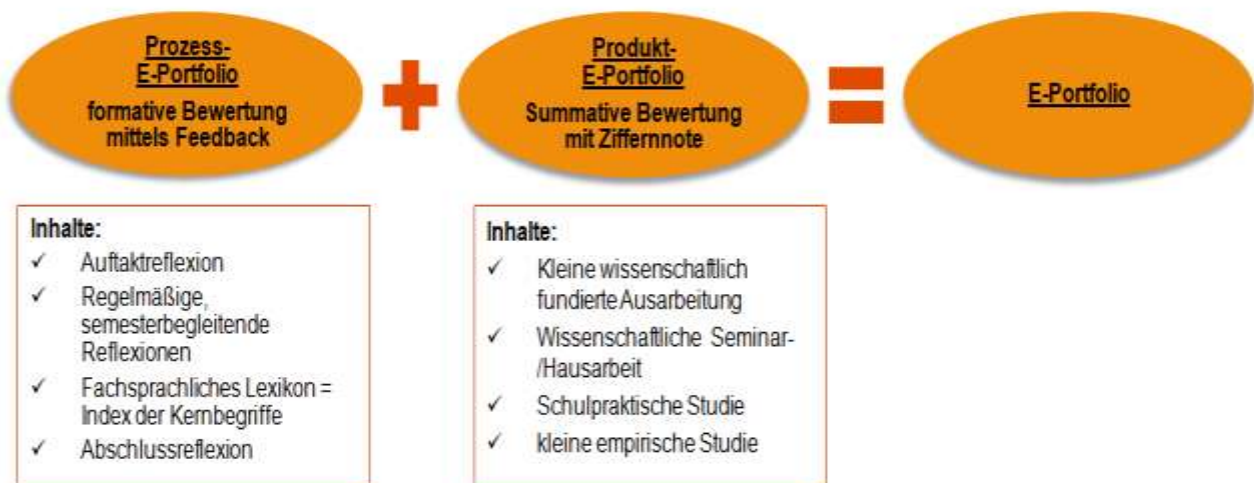 Prozess-
E-Portfolio
formative Bewertung
mittels Feedback
+
Produkt-
E-Portfolio
Summative Bewertung
mit Ziffernnote
=
E-Portfolio
Inhalte:
✓ Auftaktreflexion
✓ Regelmäßige,
semesterbegleitende
Reflexionen
✓ Fachsprachliches Lexikon =
Index der Kernbegriffe
✓ Abschlussreflexion
Inhalte:
✓ Kleine wissenschaftlich
fundierte Ausarbeitung
✓ Wissenschaftliche Seminar-
/Hausarbeit
✓ Schulpraktische Studie
✓ kleine empirische Studie